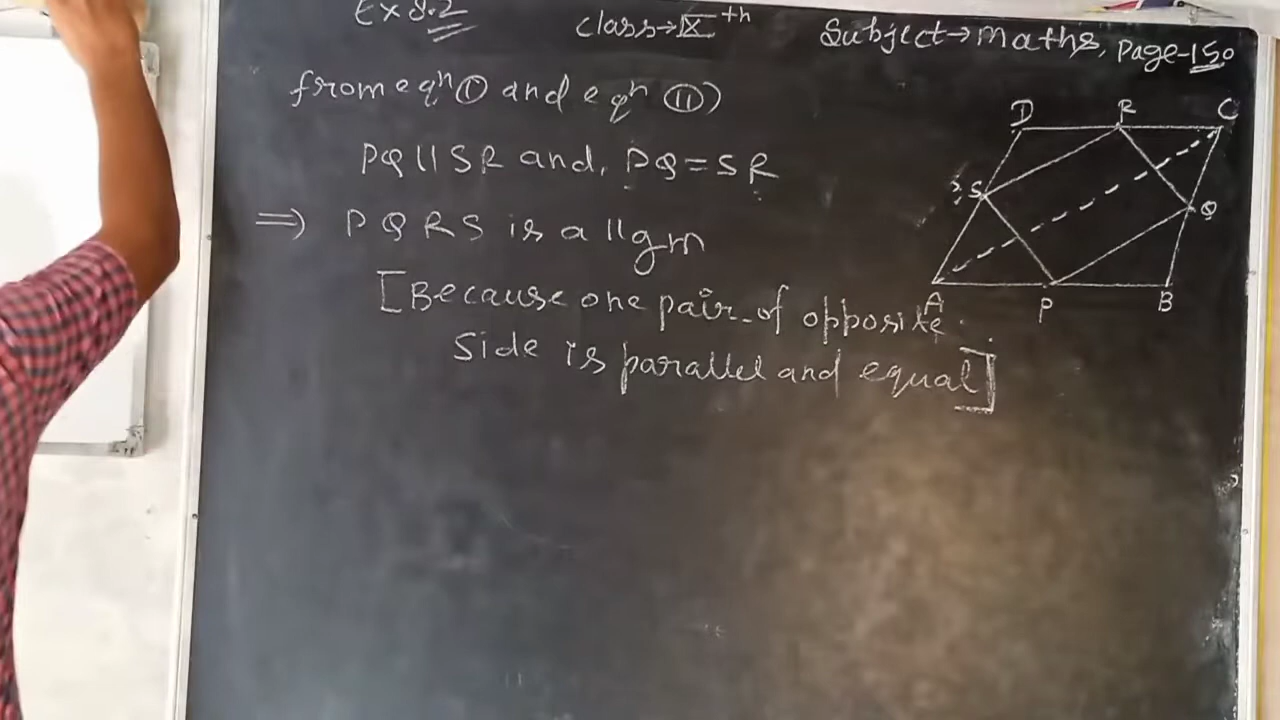 Ex 8.2 class→IX th Subject→maths, Page-150
from eqn (I) and eqn (II))
PQ || SR and, PQ = SR
⇒ PQRS is a ||gm
[Because one pair of opposite
side is parallel and equal]
D R C
S Q
A P B